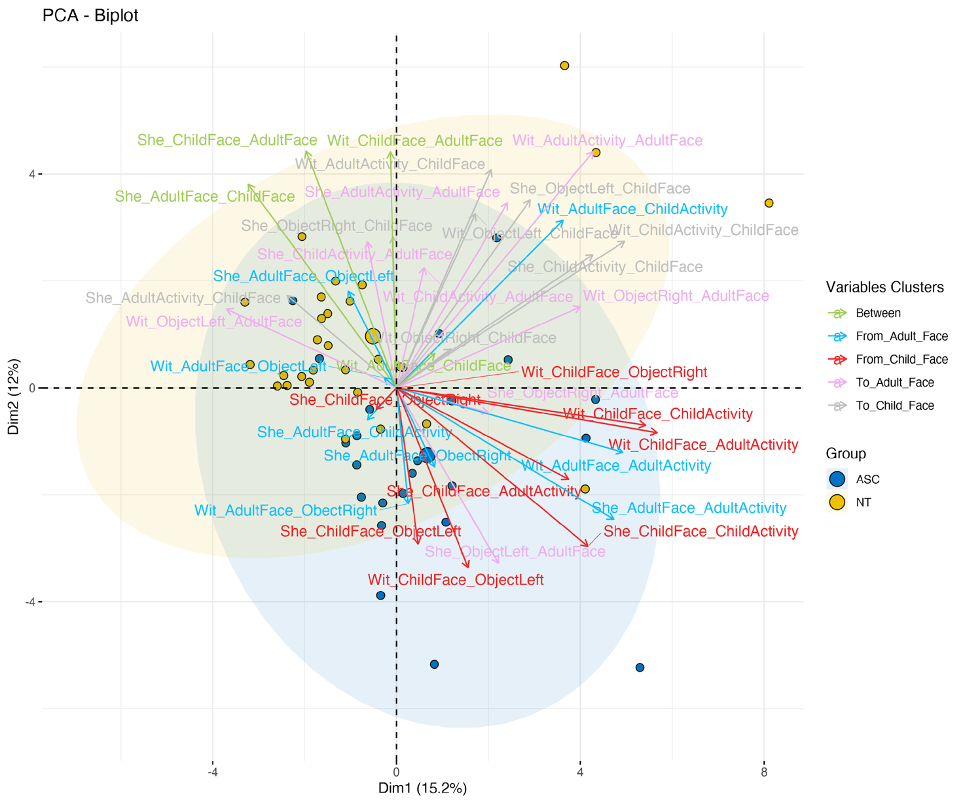 PCA - Biplot
She_ChildFace_AdultFace
Wit_ChildFace_AdultFace
Wit_AdultActivity_AdultFace
Wit_AdultActivity_ChildFace
She_AdultFace_ChildFace
She_AdultActivity_AdultFace
She_ObjectLeft_ChildFace
Wit_AdultFace_ChildActivity
She_ObjectRight_ChildFace
Wit_ObjectLeft_ChildFace
Wit_ChildActivity_ChildFace
She_ChildActivity_AdultFace
She_ChildActivity_ChildFace
She_AdultFace_ObjectLeft
She_AdultActivity_ChildFace
Wit_ChildActivity_AdultFace
Wit_ObjectRight_AdultFace
Wit_ObjectLeft_AdultFace
Wit_ObjectRight_ChildFace
Wit_AdultFace_ObjectLeft
Wit_AdultFace_ChildFace
Wit_ChildFace_ObjectRight
She_ChildFace_ObjectRight
She_ObjectRight_AdultFace
Wit_ChildFace_ChildActivity
She_AdultFace_ChildActivity
Wit_ChildFace_AdultActivity
She_AdultFace_ObectRight
Wit_AdultFace_AdultActivity
She_ChildFace_AdultActivity
Wit_AdultFace_ObectRight
She_AdultFace_AdultActivity
She_ChildFace_ObjectLeft
She_ChildFace_ChildActivity
She_ObjectLeft_AdultFace
Wit_ChildFace_ObjectLeft
4
0
-4
Dim2 (12%)
-4
0
4
8
Dim1 (15.2%)
Variables Clusters
Between
From_Adult_Face
From_Child_Face
To_Adult_Face
To_Child_Face
Group
ASC
NT